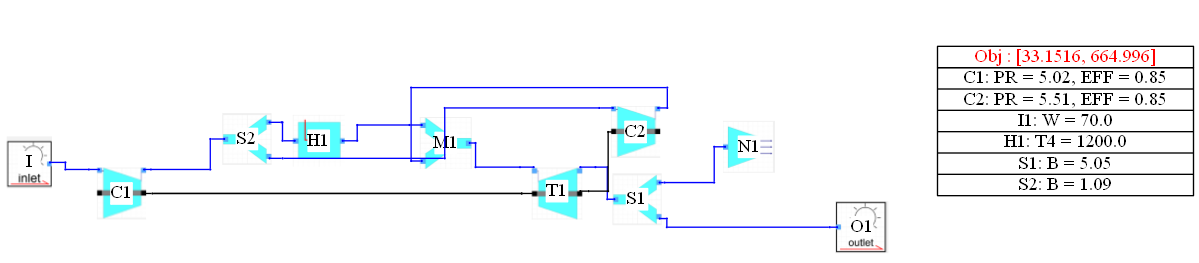 Obj : [33.1516, 664.996]
C1: PR = 5.02, EFF = 0.85
C2: PR = 5.51, EFF = 0.85
I1: W = 70.0
H1: T4 = 1200.0
S1: B = 5.05
S2: B = 1.09
I
inlet
C1
S2
H1
M1
C2
T1
S1
N1
O1
outlet